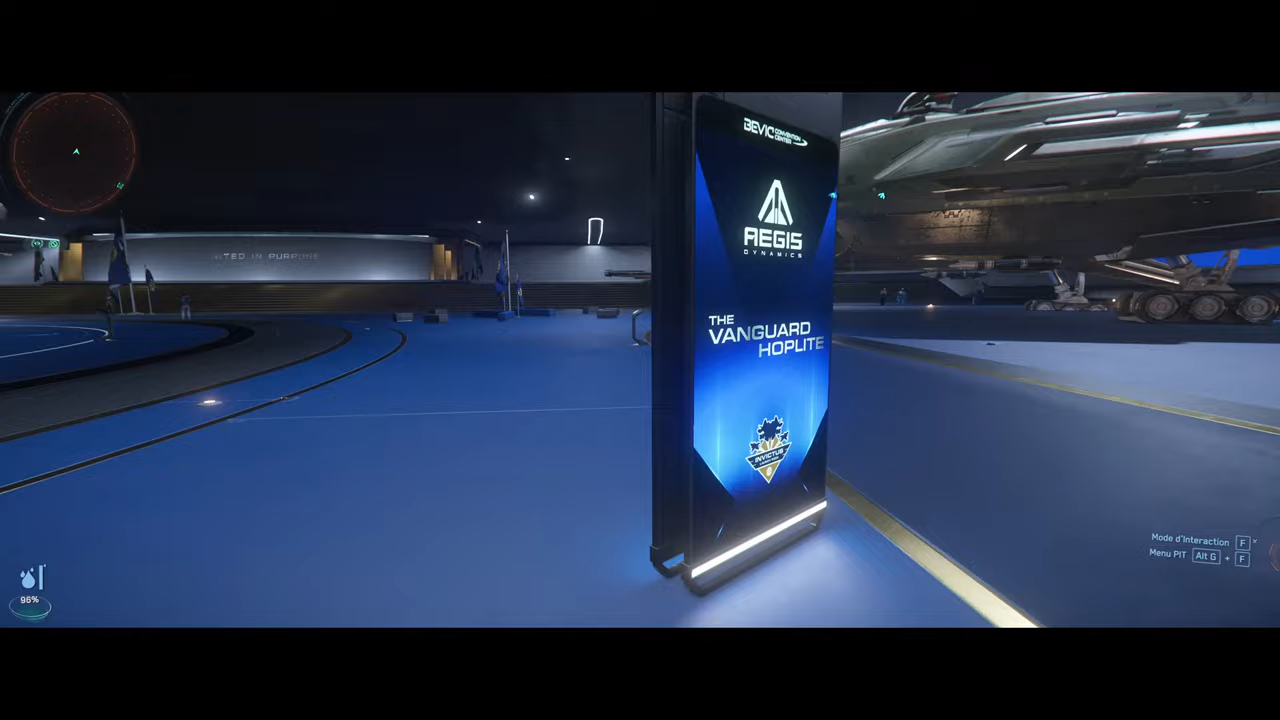 ITED IN PURPOSE
BEVIC CONVENTION CENTER
AEGIS
DYNAMICS
THE
VANGUARD
HOPLITE
INVICTUS
Mode d'Interaction F
Menu PIT Alt G + F
96%